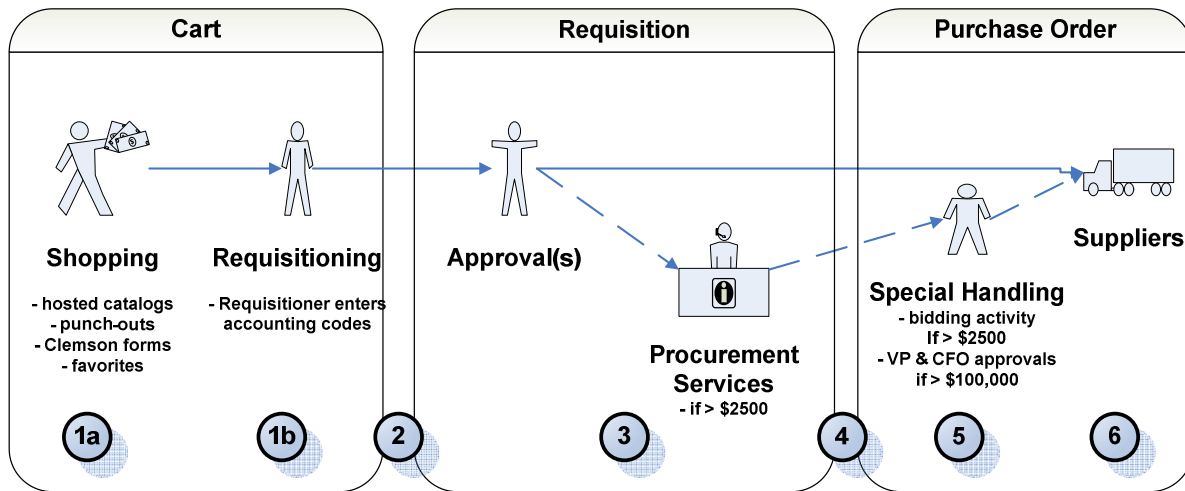 Cart
Requisition
Purchase Order
Shopping
- hosted catalogs
- punch-outs
- Clemson forms
- favorites
Requisitioning
- Requisitioner enters
accounting codes
Approval(s)
i
Procurement
Services
- if > $2500
Special Handling
- bidding activity
If > $2500
- VP & CFO approvals
if > $100,000
Suppliers
1a
1b
2
3
4
5
6